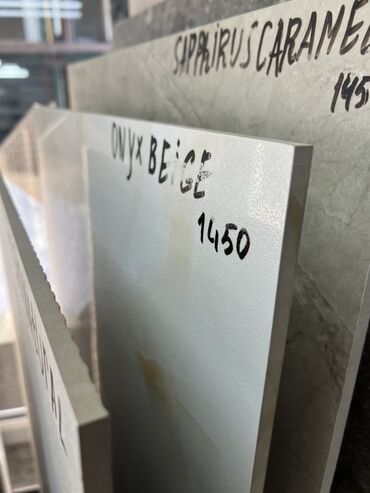 SAPPHIRUS CARAMEL
145
ONYX BEIGE
1450